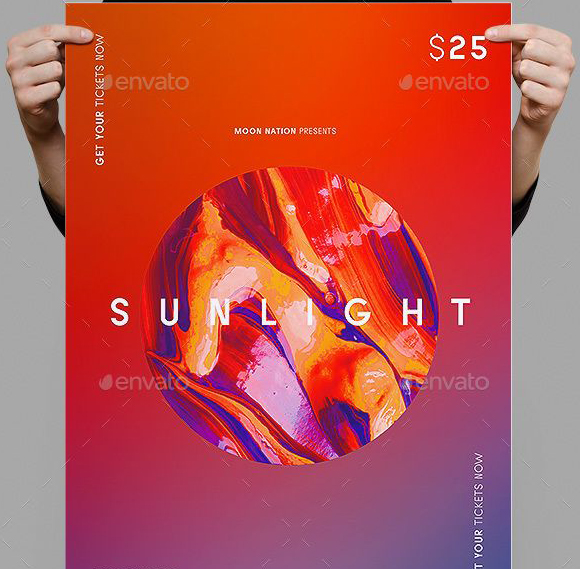 GET YOUR TICKETS NOW
$25
envato
envato
MOON NATION PRESENTS
SUNLIGHT
envato
envato
T YOUR TICKETS NOW